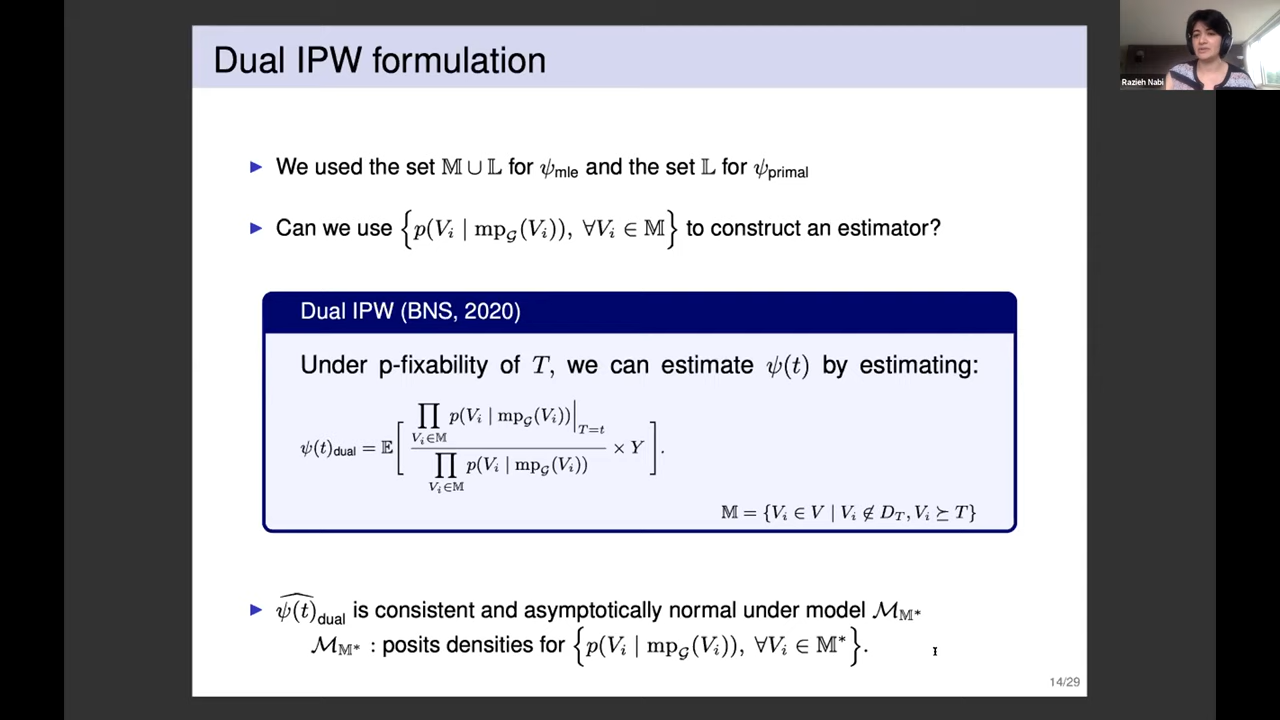 Dual IPW formulation
Razieh Nabi
▶ We used the set 𝕄 ∪ 𝕃 for ψ_mle and the set 𝕃 for ψ_primal
▶ Can we use {p(V_i | mp_𝒢(V_i)), ∀V_i ∈ 𝕄} to construct an estimator?
Dual IPW (BNS, 2020)
Under p-fixability of T, we can estimate ψ(t) by estimating:
ψ(t)_dual = 𝔼[ ∏_{V_i∈𝕄} p(V_i | mp_𝒢(V_i))|_{T=t} / ∏_{V_i∈𝕄} p(V_i | mp_𝒢(V_i)) × Y ].
𝕄 = {V_i ∈ V | V_i ∉ D_T, V_i ⪰ T}
▶ \widehat{ψ(t)}_dual is consistent and asymptotically normal under model ℳ_{𝕄*}
ℳ_{𝕄*} : posits densities for {p(V_i | mp_𝒢(V_i)), ∀V_i ∈ 𝕄*}.
14/29